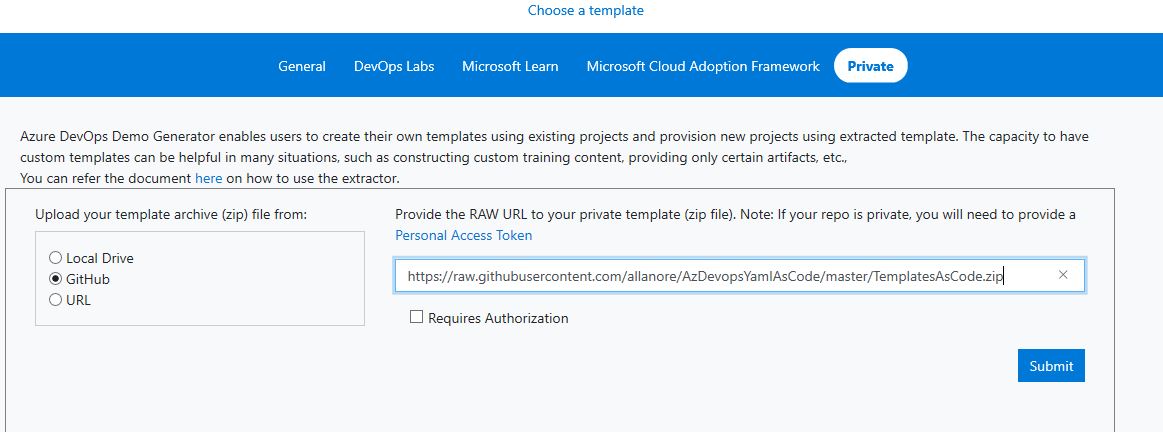 Choose a template
General DevOps Labs Microsoft Learn Microsoft Cloud Adoption Framework Private
Azure DevOps Demo Generator enables users to create their own templates using existing projects and provision new projects using extracted template. The capacity to have
custom templates can be helpful in many situations, such as constructing custom training content, providing only certain artifacts, etc.,
You can refer the document here on how to use the extractor.
Upload your template archive (zip) file from:
Local Drive
GitHub
URL
Provide the RAW URL to your private template (zip file). Note: If your repo is private, you will need to provide a
Personal Access Token
https://raw.githubusercontent.com/allanore/AzDevopsYamlAsCode/master/TemplatesAsCode.zip
Requires Authorization
Submit